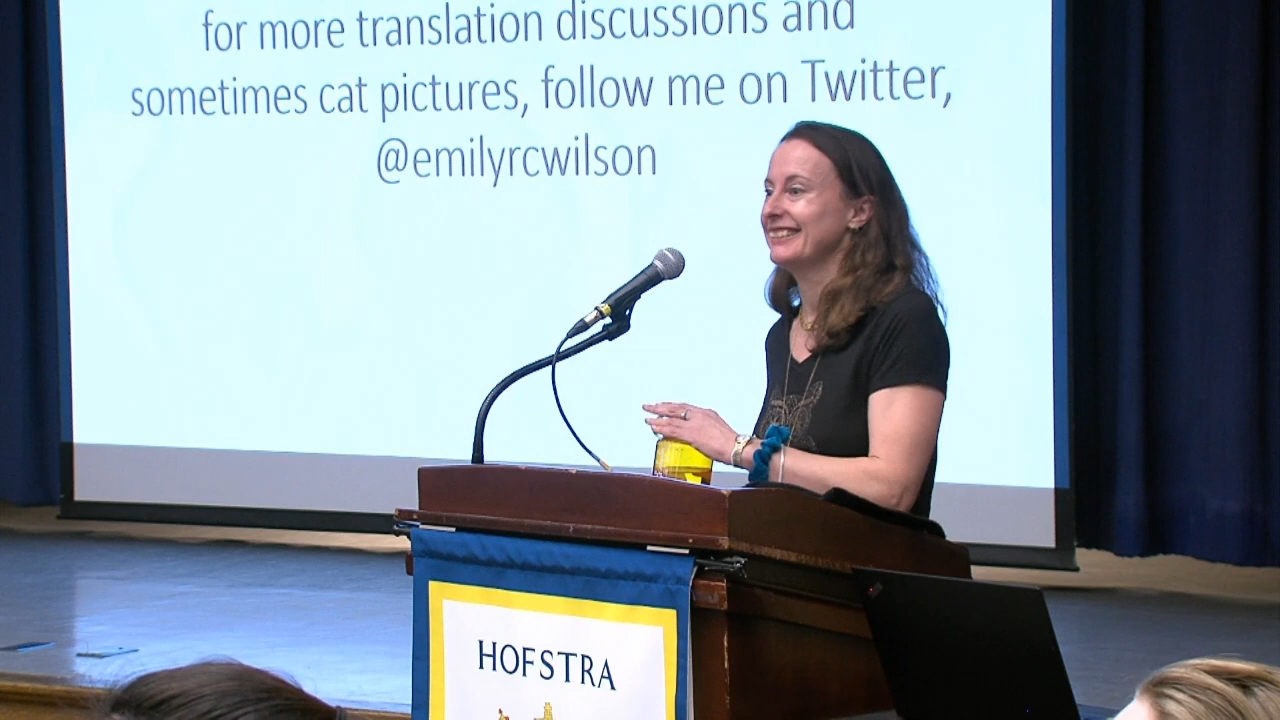 for more translation discussions and
sometimes cat pictures, follow me on Twitter,
@emilyrcwilson
HOFSTRA